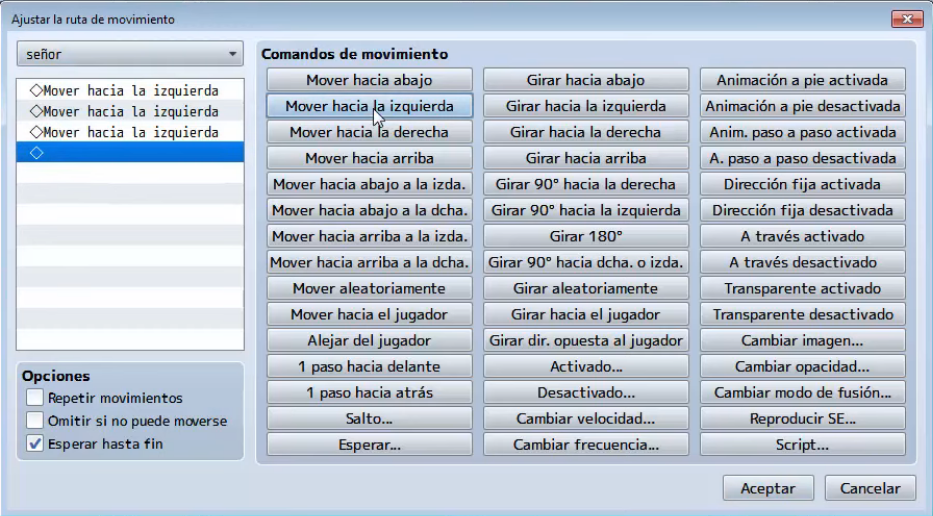 Ajustar la ruta de movimiento
señor
◇Mover hacia la izquierda
◇Mover hacia la izquierda
◇Mover hacia la izquierda
◇
Opciones
Repetir movimientos
Omitir si no puede moverse
Esperar hasta fin
Comandos de movimiento
Mover hacia abajo
Mover hacia la izquierda
Mover hacia la derecha
Mover hacia arriba
Mover hacia abajo a la izda.
Mover hacia abajo a la dcha.
Mover hacia arriba a la izda.
Mover hacia arriba a la dcha.
Mover aleatoriamente
Mover hacia el jugador
Alejar del jugador
1 paso hacia delante
1 paso hacia atrás
Salto...
Esperar...
Girar hacia abajo
Girar hacia la izquierda
Girar hacia la derecha
Girar hacia arriba
Girar 90° hacia la derecha
Girar 90° hacia la izquierda
Girar 180°
Girar 90° hacia dcha. o izda.
Girar aleatoriamente
Girar hacia el jugador
Girar dir. opuesta al jugador
Activado...
Desactivado...
Cambiar velocidad...
Cambiar frecuencia...
Animación a pie activada
Animación a pie desactivada
Anim. paso a paso activada
A. paso a paso desactivada
Dirección fija activada
Dirección fija desactivada
A través activado
A través desactivado
Transparente activado
Transparente desactivado
Cambiar imagen...
Cambiar opacidad...
Cambiar modo de fusión...
Reproducir SE...
Script...
Aceptar
Cancelar